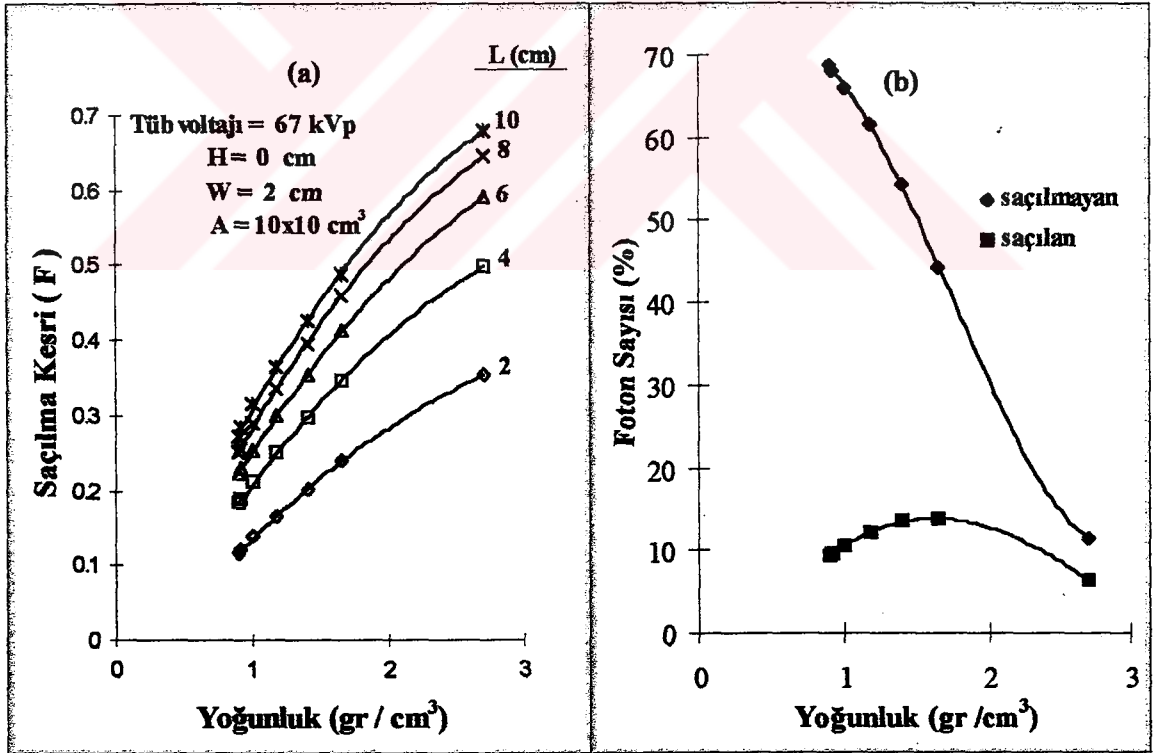 (a)
L (cm)
Tüb voltajı = 67 kVp
H = 0 cm
W = 2 cm
A = 10x10 cm³
10
8
6
4
2
0.7
0.6
0.5
0.4
0.3
0.2
0.1
0
0 1 2 3
Saçılma Kesri ( F )
Yoğunluk (gr / cm³)
(b)
saçılmayan
saçılan
70
60
50
40
30
20
10
0
0 1 2 3
Foton Sayısı (%)
Yoğunluk (gr /cm³)